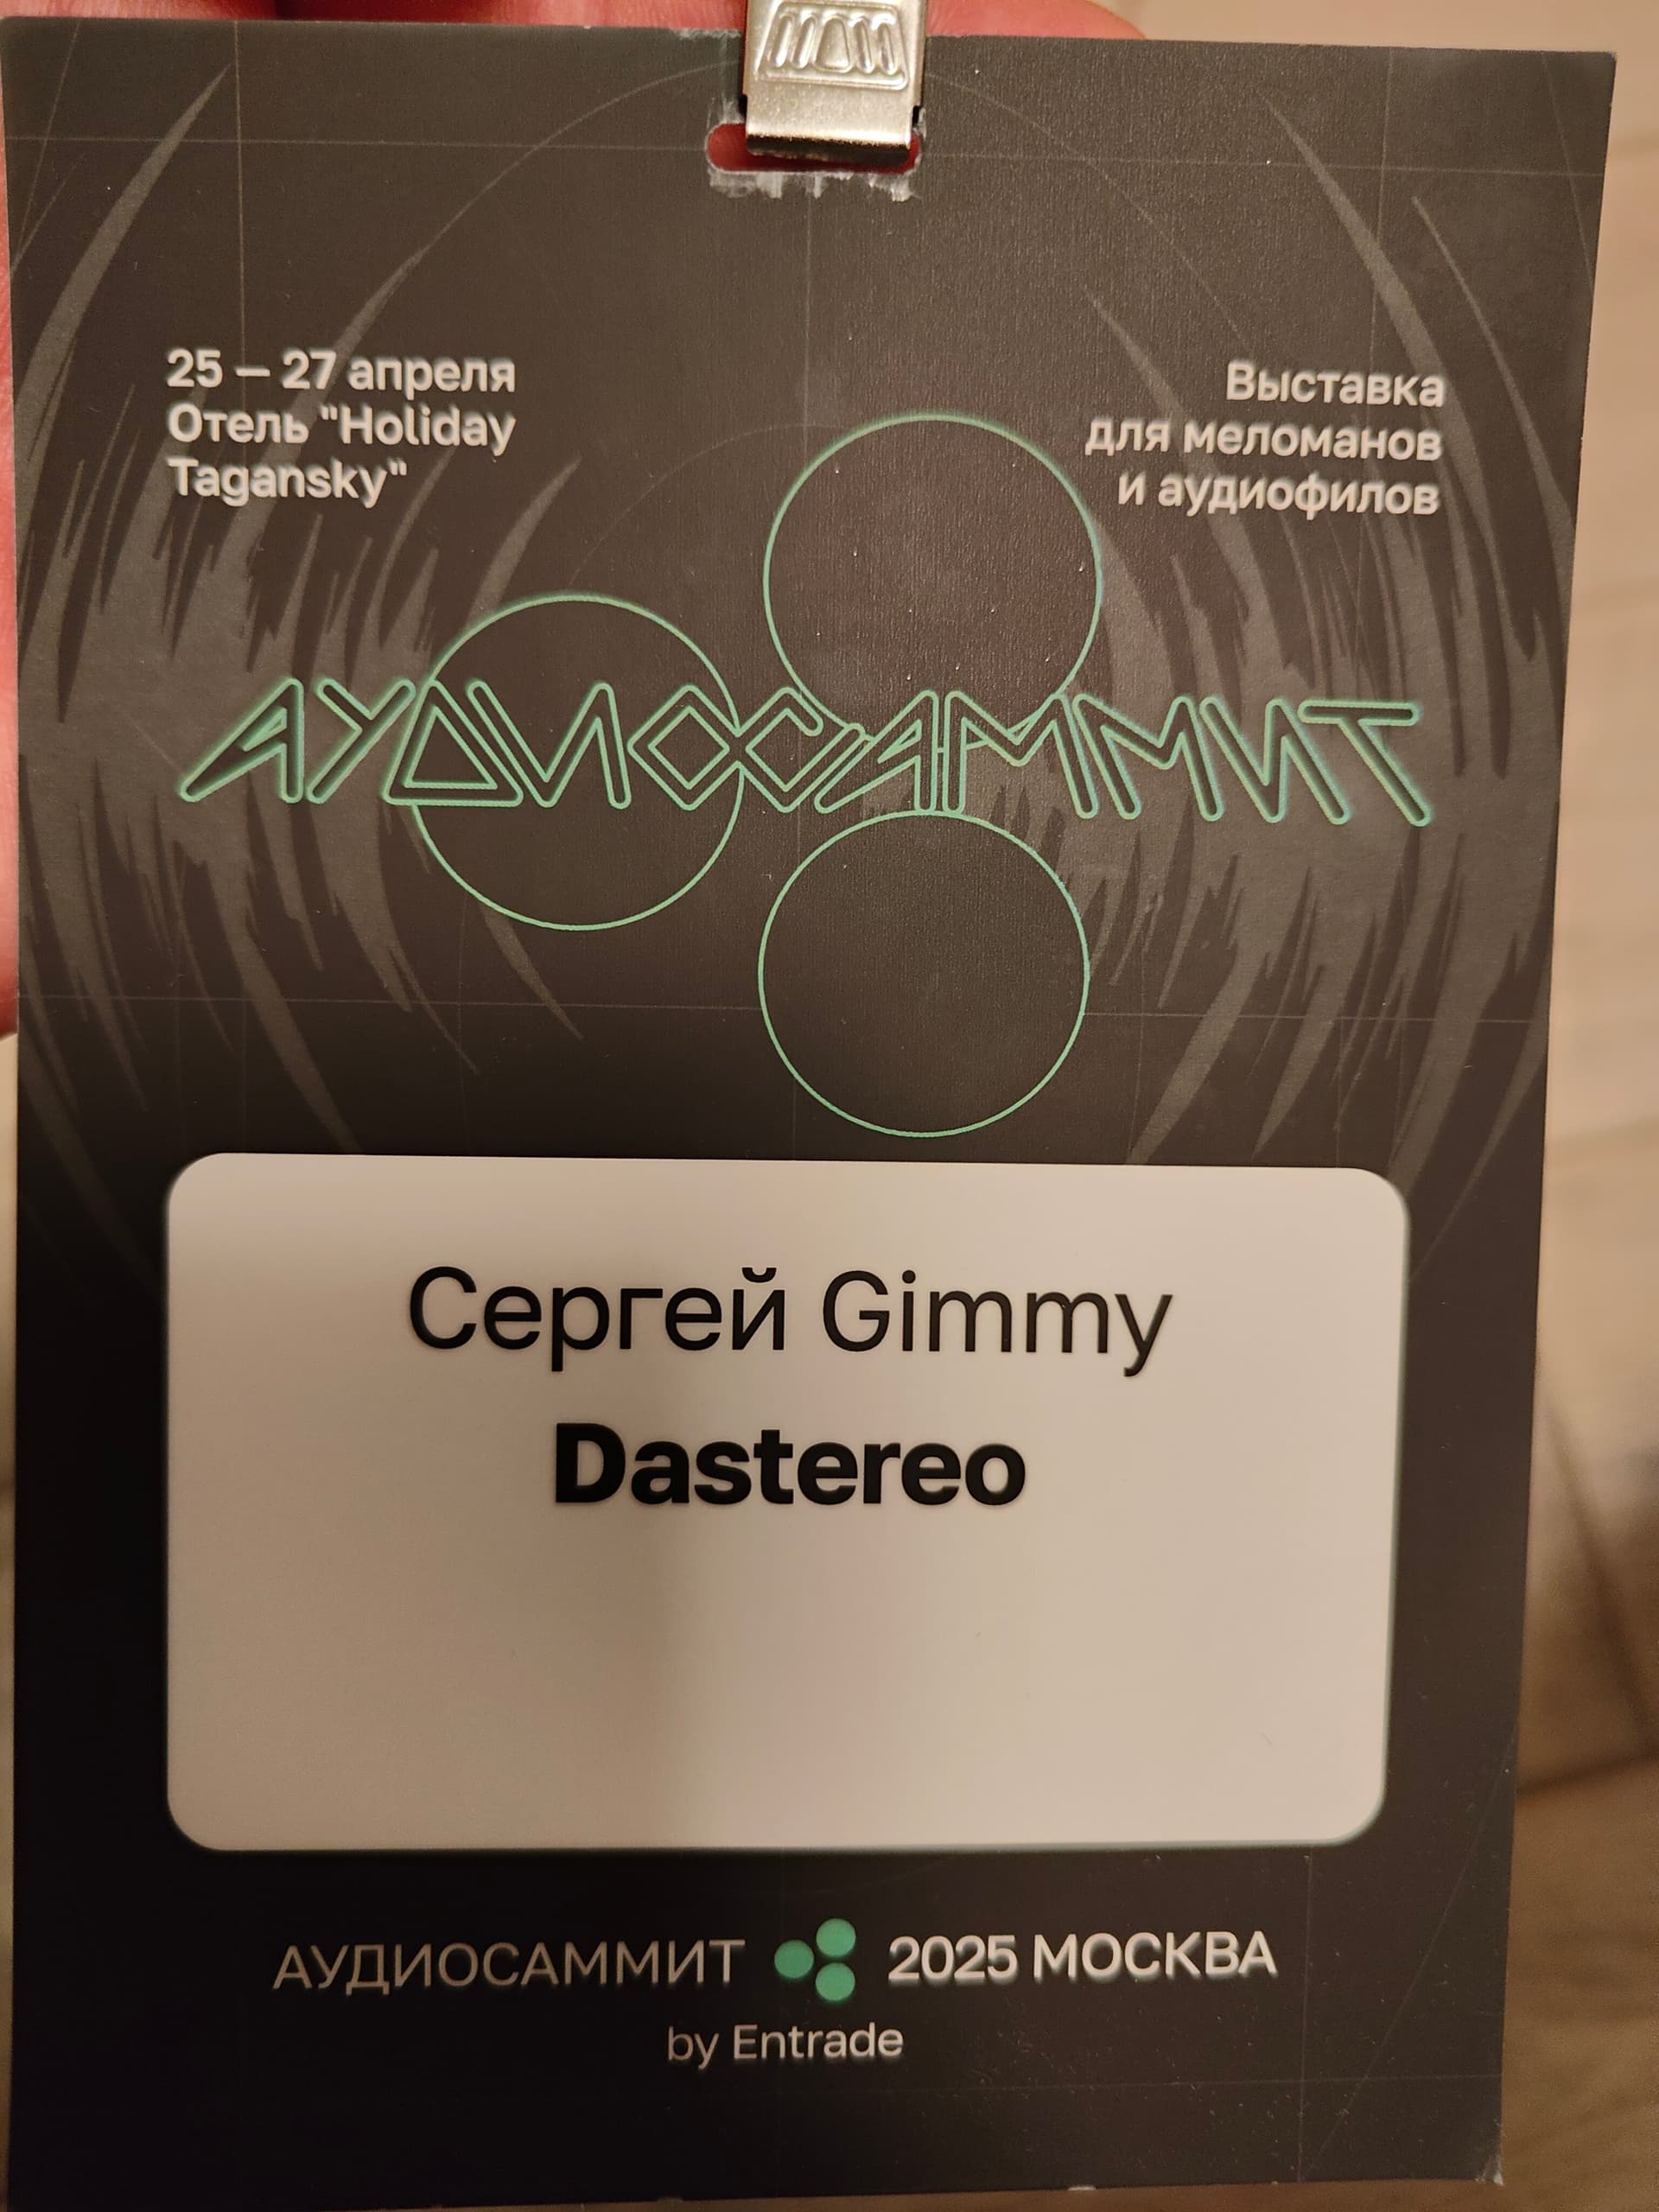 25 – 27 апреля
Отель "Holiday
Tagansky"
Выставка
для меломанов
и аудиофилов
АУДИОСАММИТ
Сергей Gimmy
Dastereo
АУДИОСАММИТ 2025 МОСКВА
by Entrade